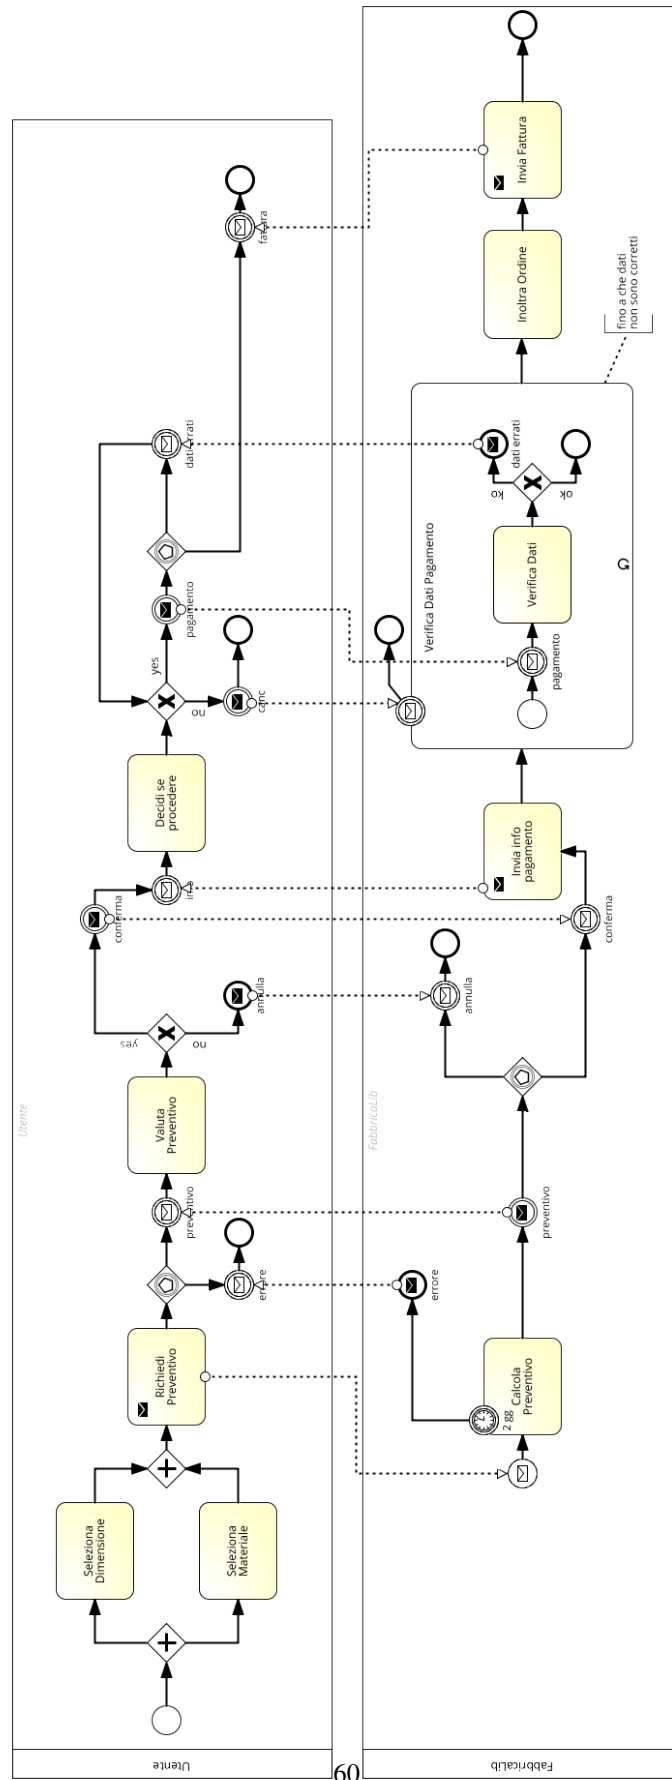 Utente
Utente
Seleziona
Dimensione
Seleziona
Materiale
Richiedi
Preventivo
errore
preventivo
Valuta
Preventivo
yes
no
annulla
conferma
Decidi se
procedere
yes
no
canc
pagamento
dati errati
fattura
FabbricaLib
FabbricaLib
Calcola
Preventivo
2 gg
errore
preventivo
annulla
conferma
Invia info
pagamento
Verifica Dati Pagamento
pagamento
Verifica Dati
ko
ok
dati errati
fino a che dati
non sono corretti
Inoltra Ordine
Invia Fattura
60